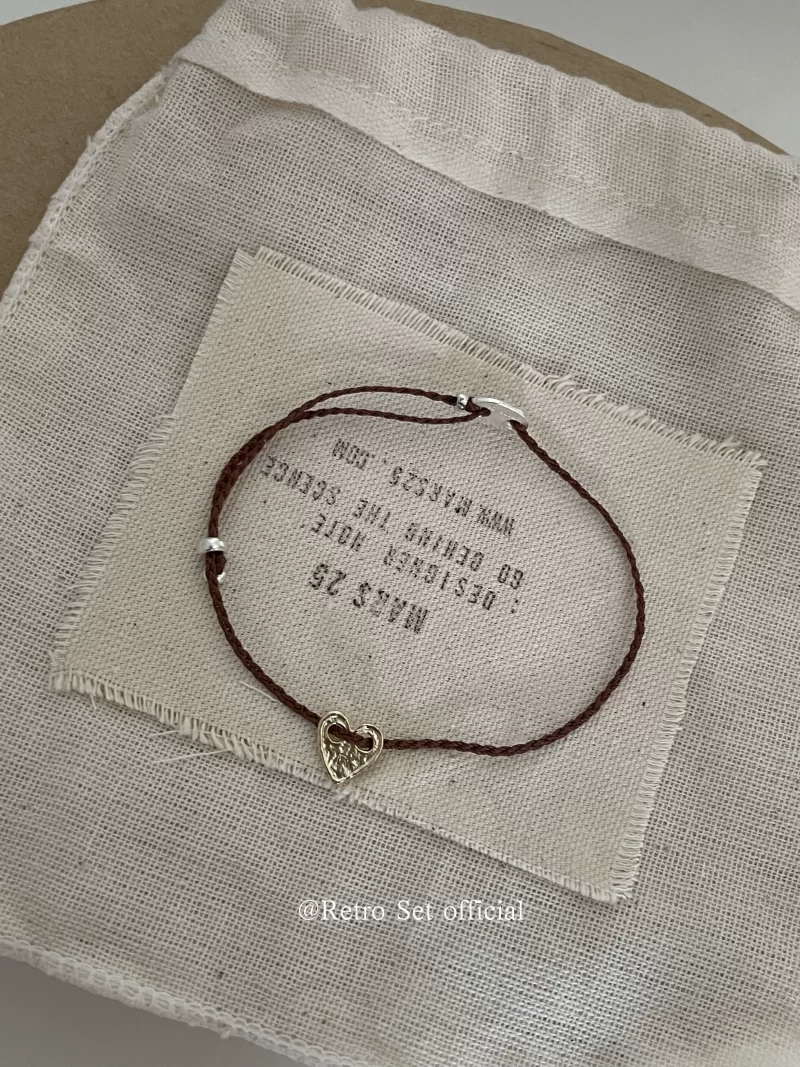 MARS 25
: DESIGNER NOTE
GO BEHIND THE SCENCE
WWW.MARS25.COM
@Retro Set official